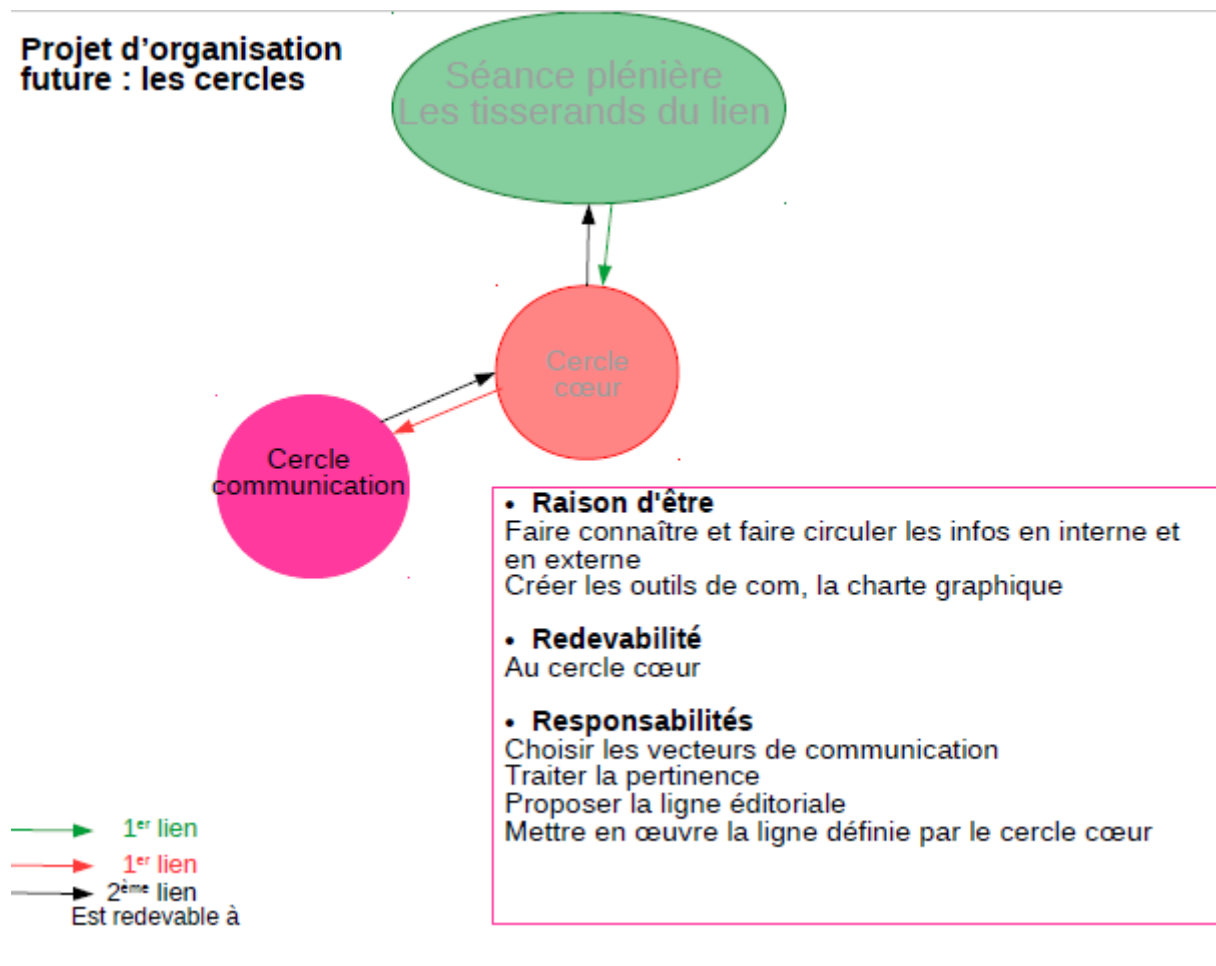 Projet d'organisation
future : les cercles
Séance plénière
Les tisserands du lien
Cercle
cœur
Cercle
communication
• Raison d'être
Faire connaître et faire circuler les infos en interne et
en externe
Créer les outils de com, la charte graphique
• Redevabilité
Au cercle cœur
• Responsabilités
Choisir les vecteurs de communication
Traiter la pertinence
Proposer la ligne éditoriale
Mettre en œuvre la ligne définie par le cercle cœur
1er lien
1er lien
2ème lien
Est redevable à